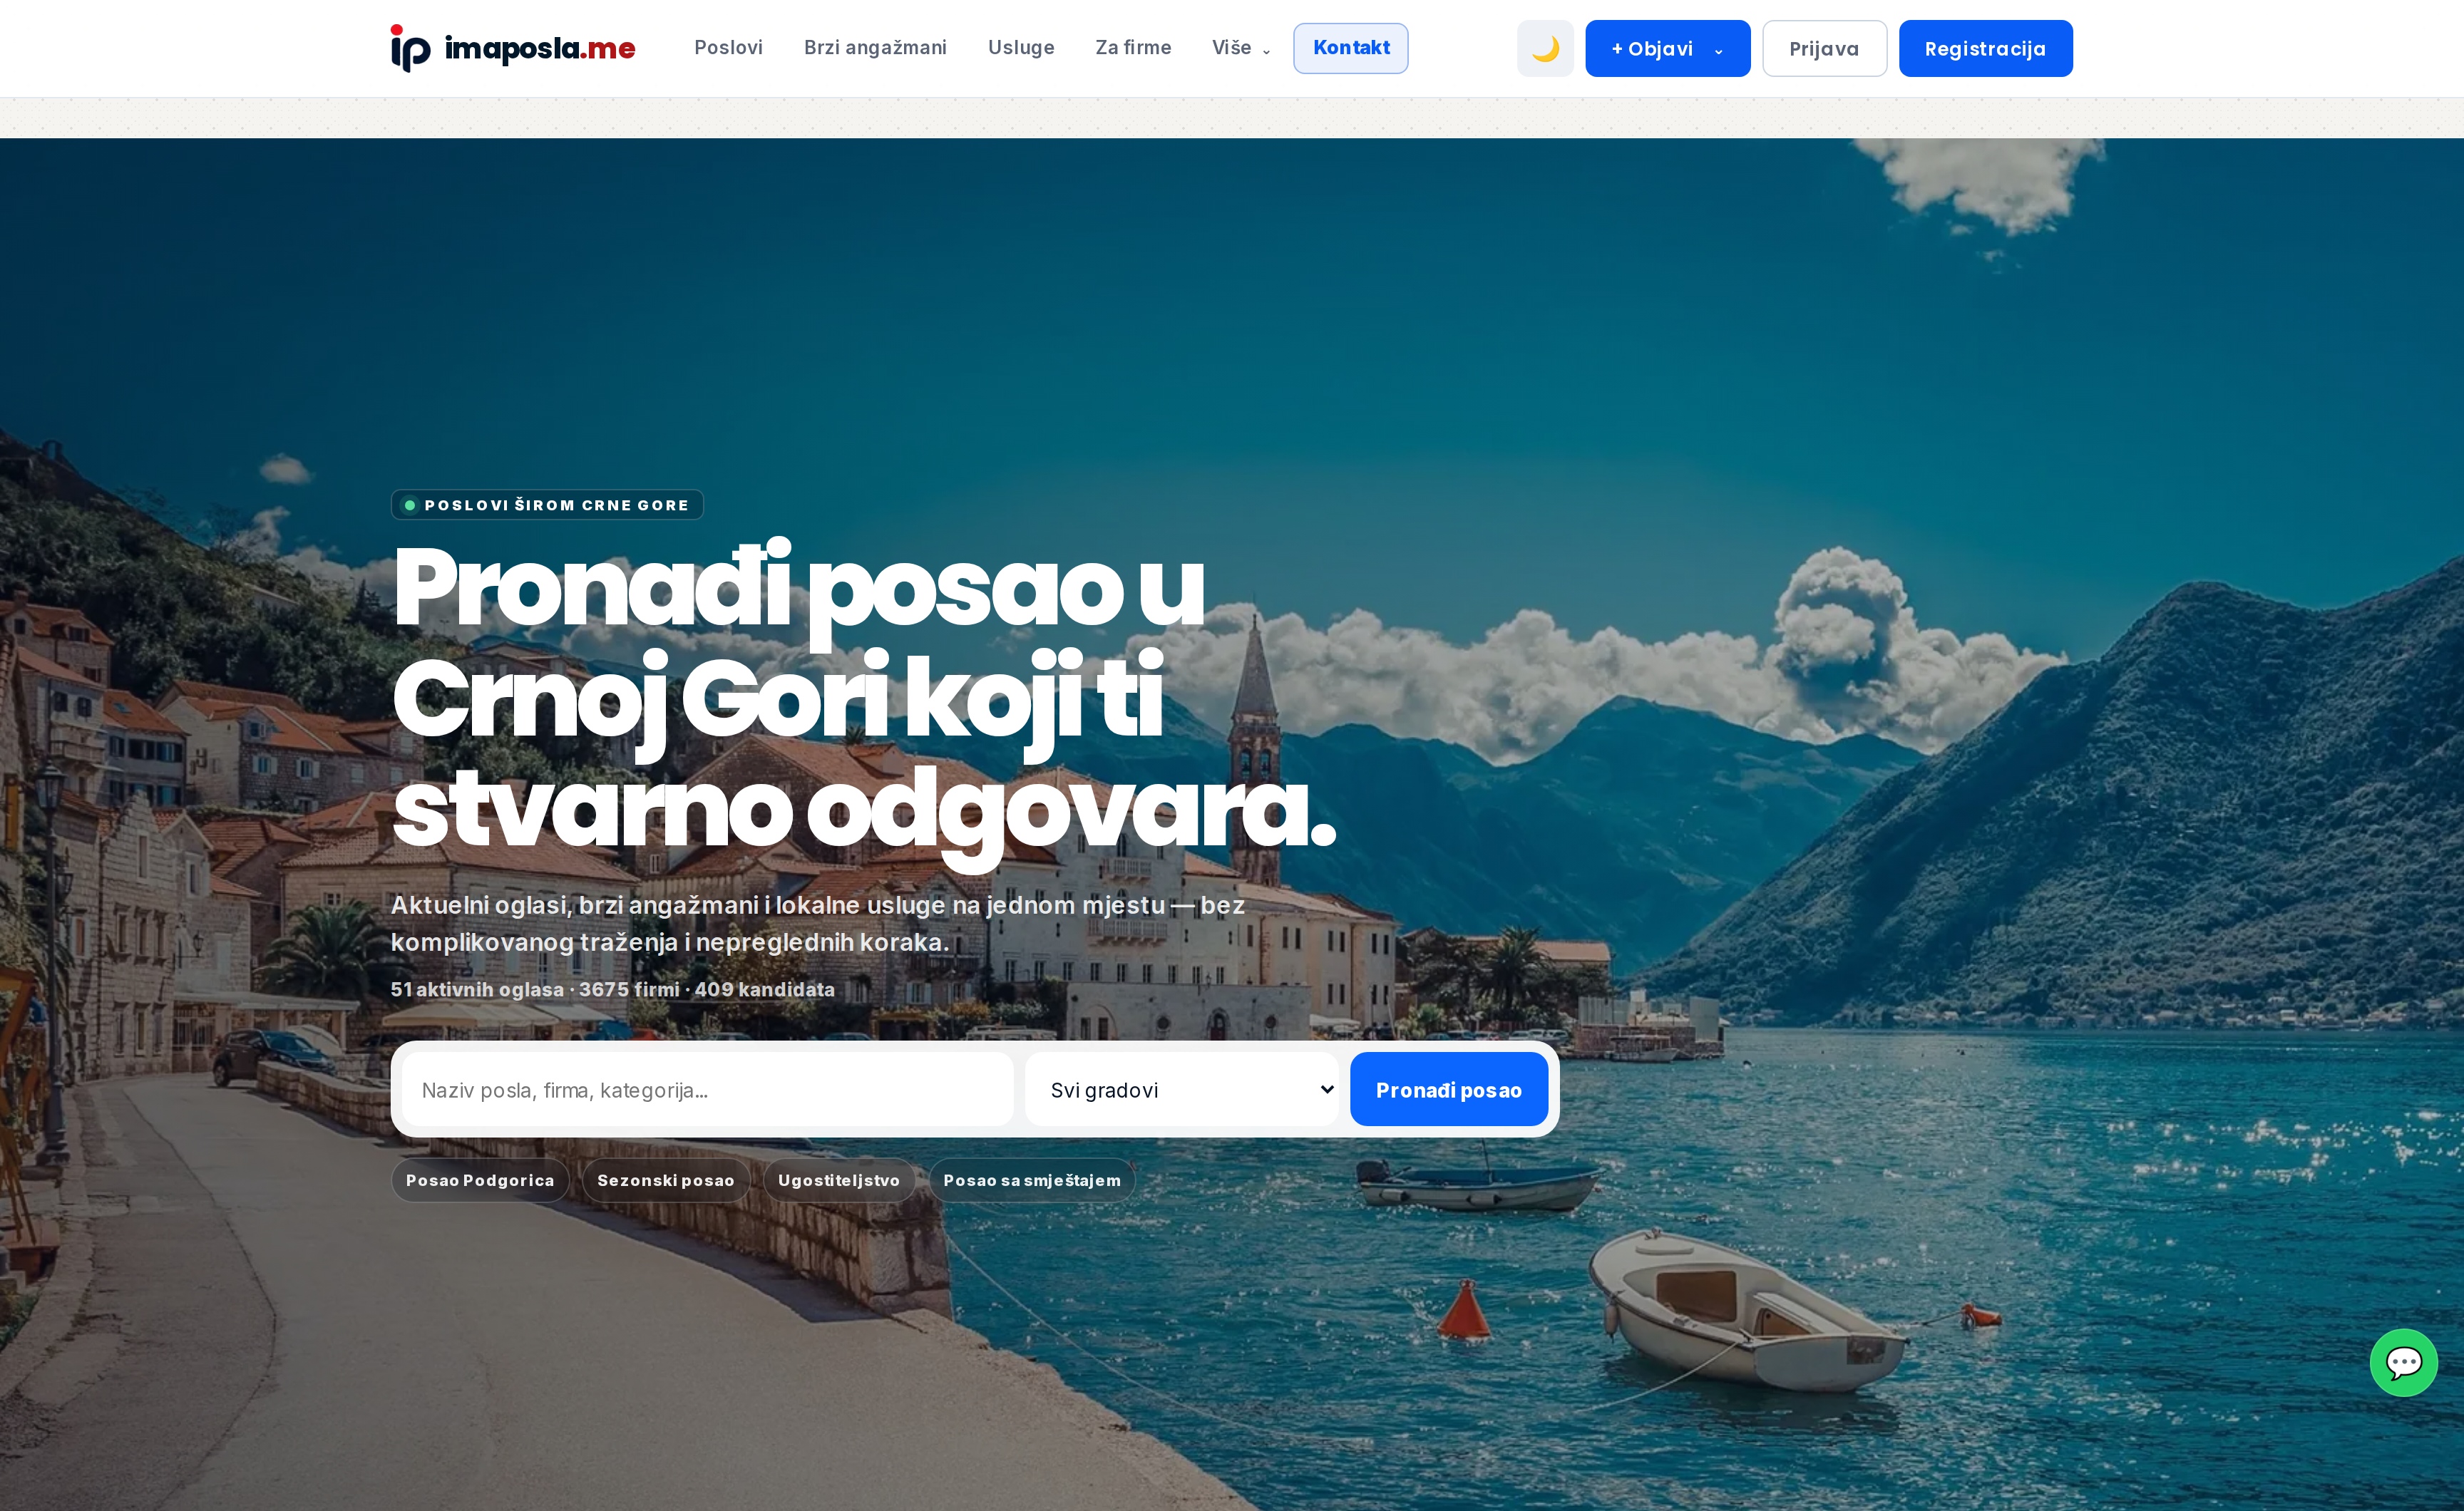 ip imaposla.me
Poslovi
Brzi angažmani
Usluge
Za firme
Više
Kontakt
+ Objavi
Prijava
Registracija
POSLOVI ŠIROM CRNE GORE
Pronađi posao u
Crnoj Gori koji ti
stvarno odgovara.
Aktuelni oglasi, brzi angažmani i lokalne usluge na jednom mjestu — bez
komplikovanog traženja i nepreglednih koraka.
51 aktivnih oglasa · 3675 firmi · 409 kandidata
Naziv posla, firma, kategorija...
Svi gradovi
Pronađi posao
Posao Podgorica
Sezonski posao
Ugostiteljstvo
Posao sa smještajem